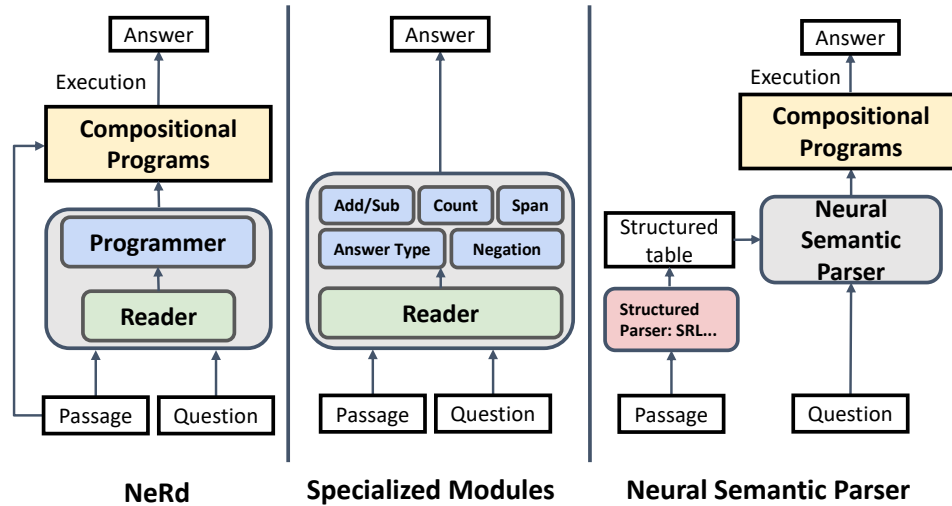 Answer
Execution
Compositional
Programs
Programmer
Reader
Passage
Question
NeRd
Answer
Add/Sub
Count
Span
Answer Type
Negation
Reader
Passage
Question
Specialized Modules
Answer
Execution
Compositional
Programs
Neural
Semantic
Parser
Structured
table
Structured
Parser: SRL...
Passage
Question
Neural Semantic Parser